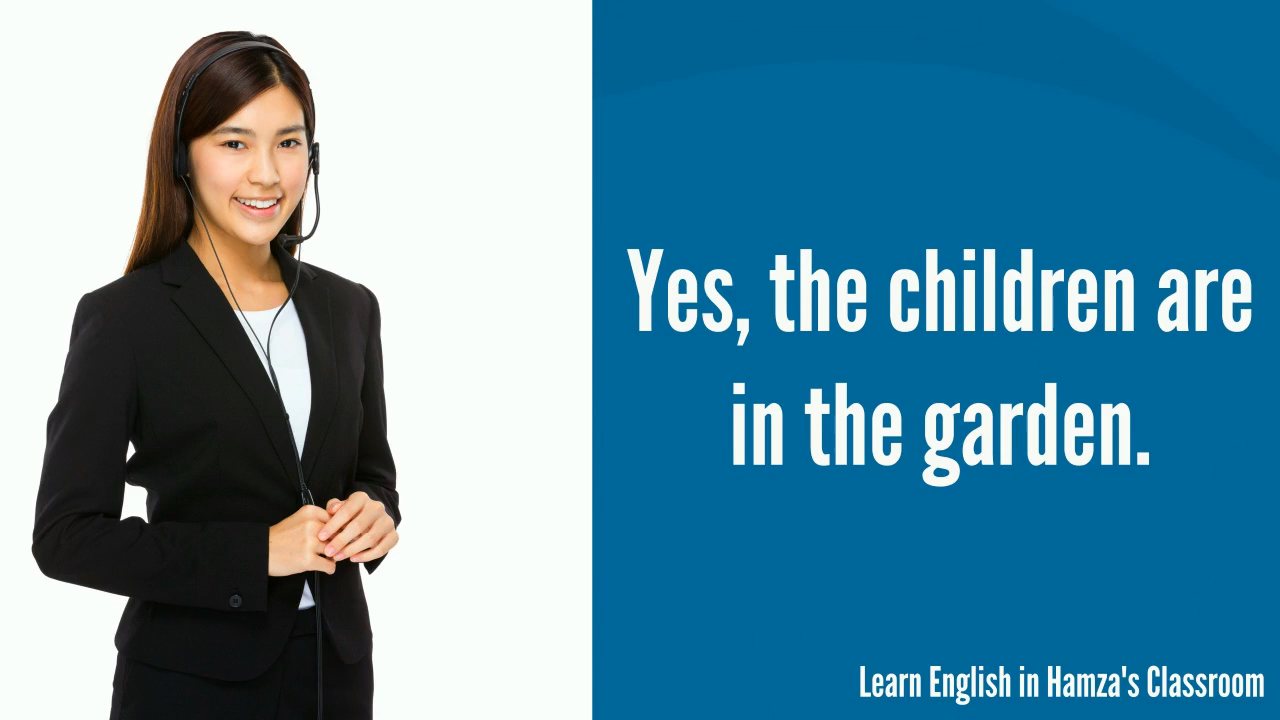 Yes, the children are
in the garden.
Learn English in Hamza's Classroom